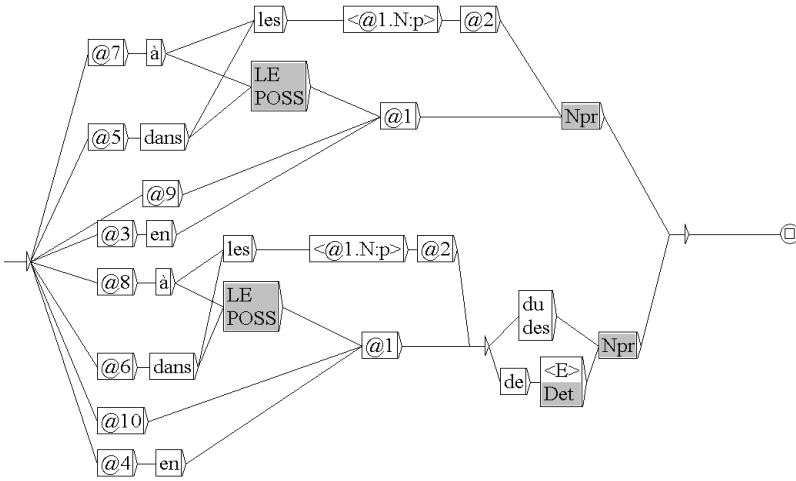 les <@1.N:p> @2
@7 à
LE
POSS
@1 Npr
@5 dans
@9
@3 en
les <@1.N:p> @2
@8 à
LE
POSS
du
des
@1 Npr
@6 dans
<E>
de Det
@10
@4 en